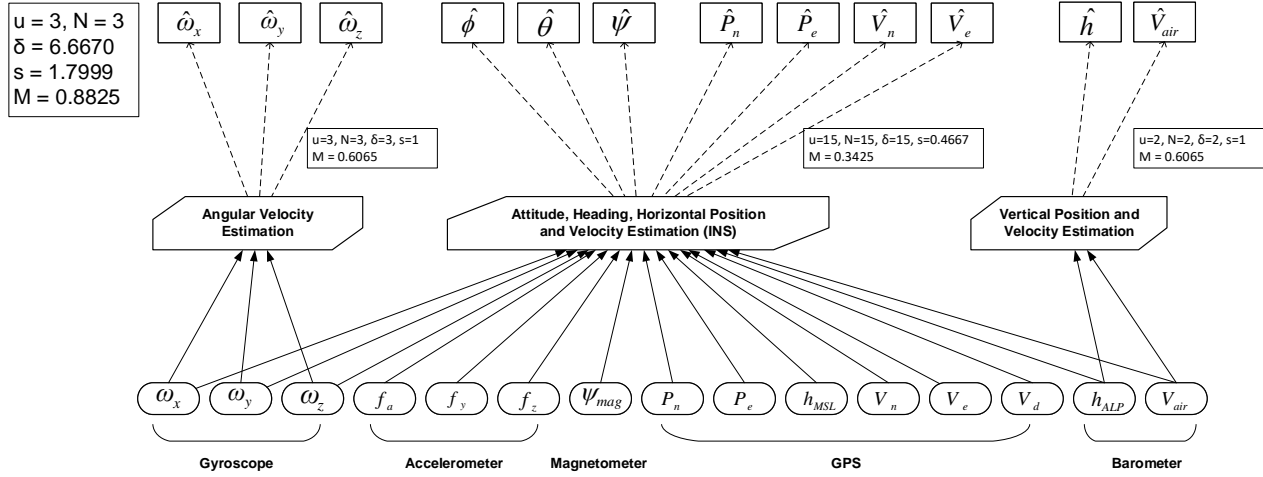 u = 3, N = 3
δ = 6.6670
s = 1.7999
M = 0.8825
ω̂x ω̂y ω̂z ϕ̂ θ̂ ψ̂ P̂n P̂e V̂n V̂e ĥ V̂air
u=3, N=3, δ=3, s=1
M = 0.6065
u=15, N=15, δ=15, s=0.4667
M = 0.3425
u=2, N=2, δ=2, s=1
M = 0.6065
Angular Velocity
Estimation
Attitude, Heading, Horizontal Position
and Velocity Estimation (INS)
Vertical Position and
Velocity Estimation
ωx ωy ωz fa fy fz ψmag Pn Pe hMSL Vn Ve Vd hALP Vair
Gyroscope Accelerometer Magnetometer GPS Barometer